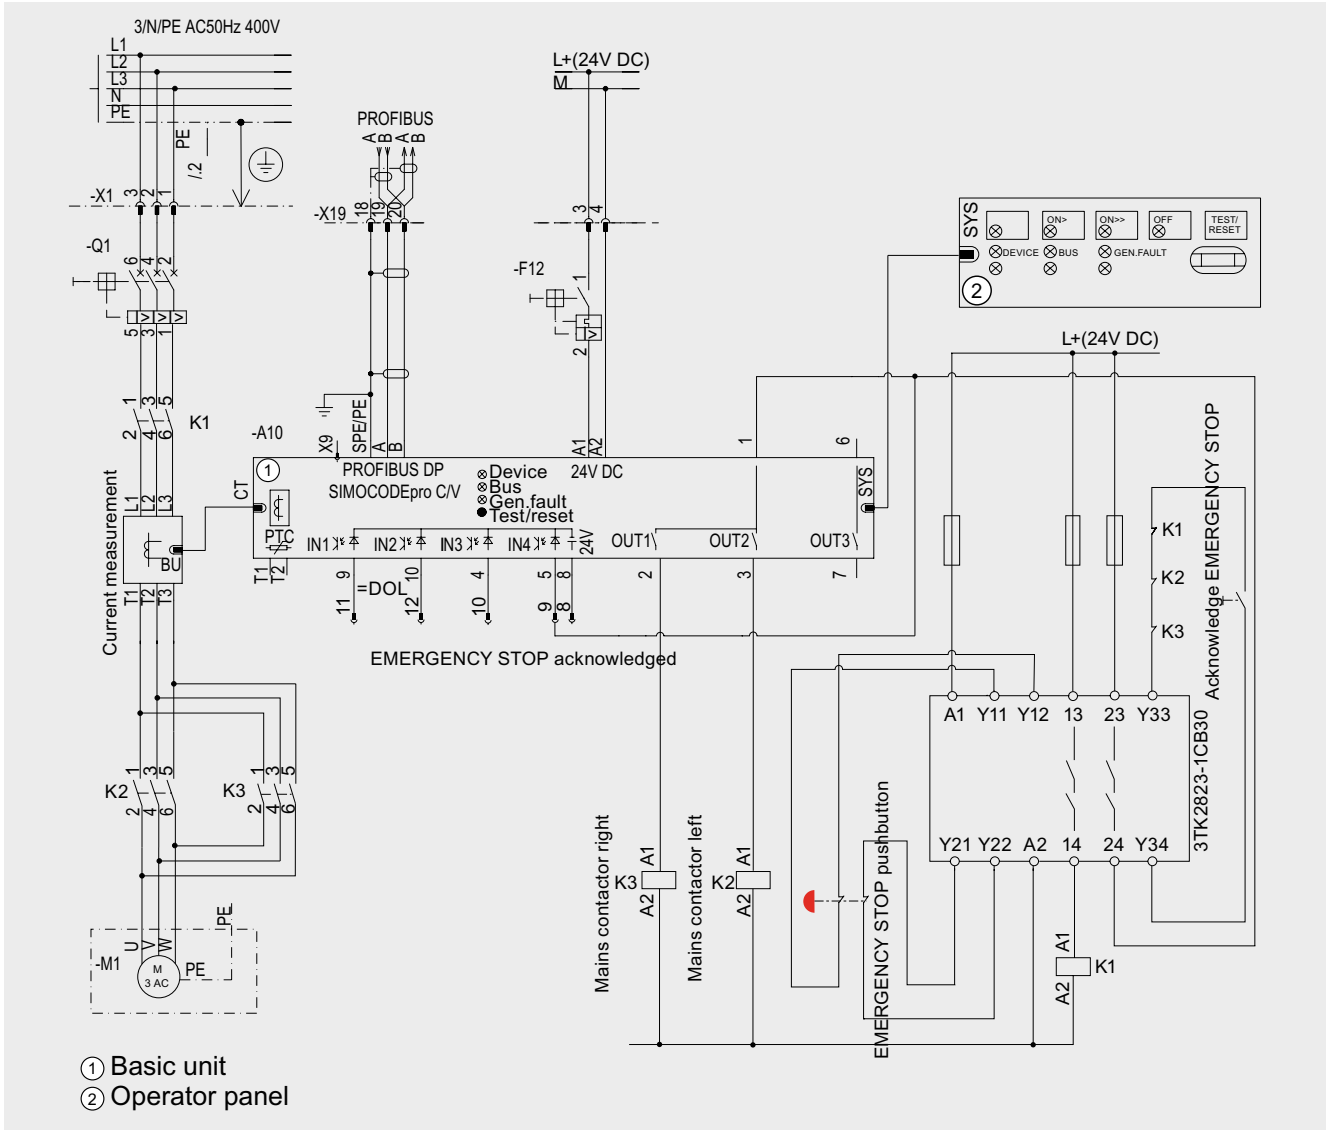 3/N/PE AC50Hz 400V
L1
L2
L3
N
PE
PE
/.2
-X1
3
2
1
-Q1
6
4
2
5
3
1
1
3
5
2
4
6
K1
PROFIBUS
A
B
A
B
-X19
18
19
20
L+(24V DC)
M
3
4
-F12
1
2
SYS
ON>
ON>>
OFF
TEST/
RESET
DEVICE
BUS
GEN.FAULT
2
L+(24V DC)
-A10
X9
SPE/PE
A
B
A1
A2
1
6
1
PROFIBUS DP
SIMOCODEpro C/V
Device
Bus
Gen.fault
Test/reset
24V DC
SYS
CT
PTC
IN1
IN2
IN3
IN4
24V
OUT1
OUT2
OUT3
T1
T2
9
10
4
5
8
2
3
7
=DOL
11
12
10
9
8
EMERGENCY STOP acknowledged
Current measurement
L1
L2
L3
BU
T1
T2
T3
K1
K2
K3
Acknowledge EMERGENCY STOP
A1
Y11
Y12
13
23
Y33
3TK2823-1CB30
Y21
Y22
A2
14
24
Y34
K2
1
3
5
2
4
6
K3
1
3
5
2
4
6
Mains contactor right
K3
A1
A2
Mains contactor left
K2
A1
A2
EMERGENCY STOP pushbutton
K1
A1
A2
-M1
U
V
W
PE
PE
M
3 AC
1 Basic unit
2 Operator panel